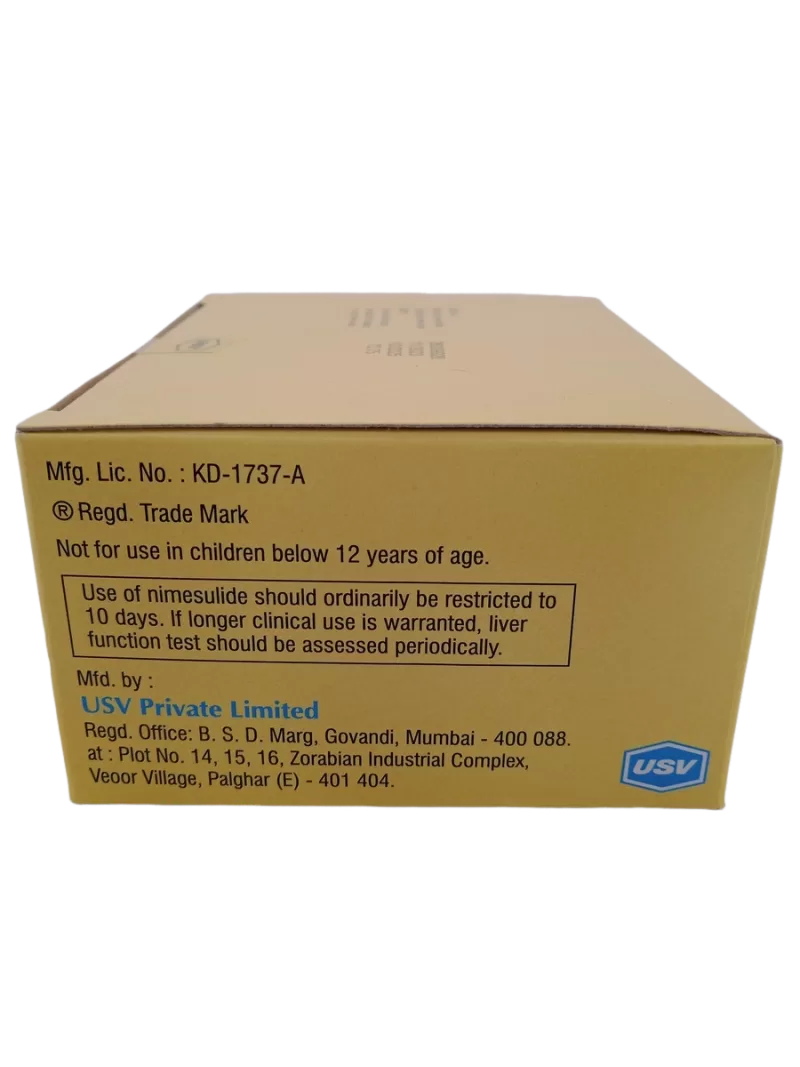 Mfg. Lic. No. : KD-1737-A
® Regd. Trade Mark
Not for use in children below 12 years of age.
Use of nimesulide should ordinarily be restricted to
10 days. If longer clinical use is warranted, liver
function test should be assessed periodically.
Mfd. by :
USV Private Limited
Regd. Office: B. S. D. Marg, Govandi, Mumbai - 400 088.
at : Plot No. 14, 15, 16, Zorabian Industrial Complex,
Veoor Village, Palghar (E) - 401 404.
USV